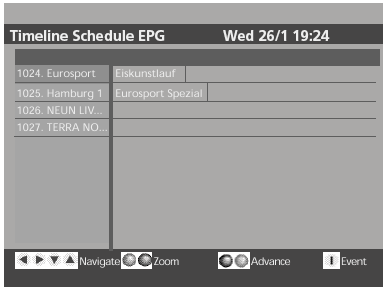 Timeline Schedule EPG Wed 26/1 19:24
1024. Eurosport Eiskunstlauf
1025. Hamburg 1 Eurosport Spezial
1026. NEUN LIV...
1027. TERRA NO...
Navigate Zoom Advance i Event